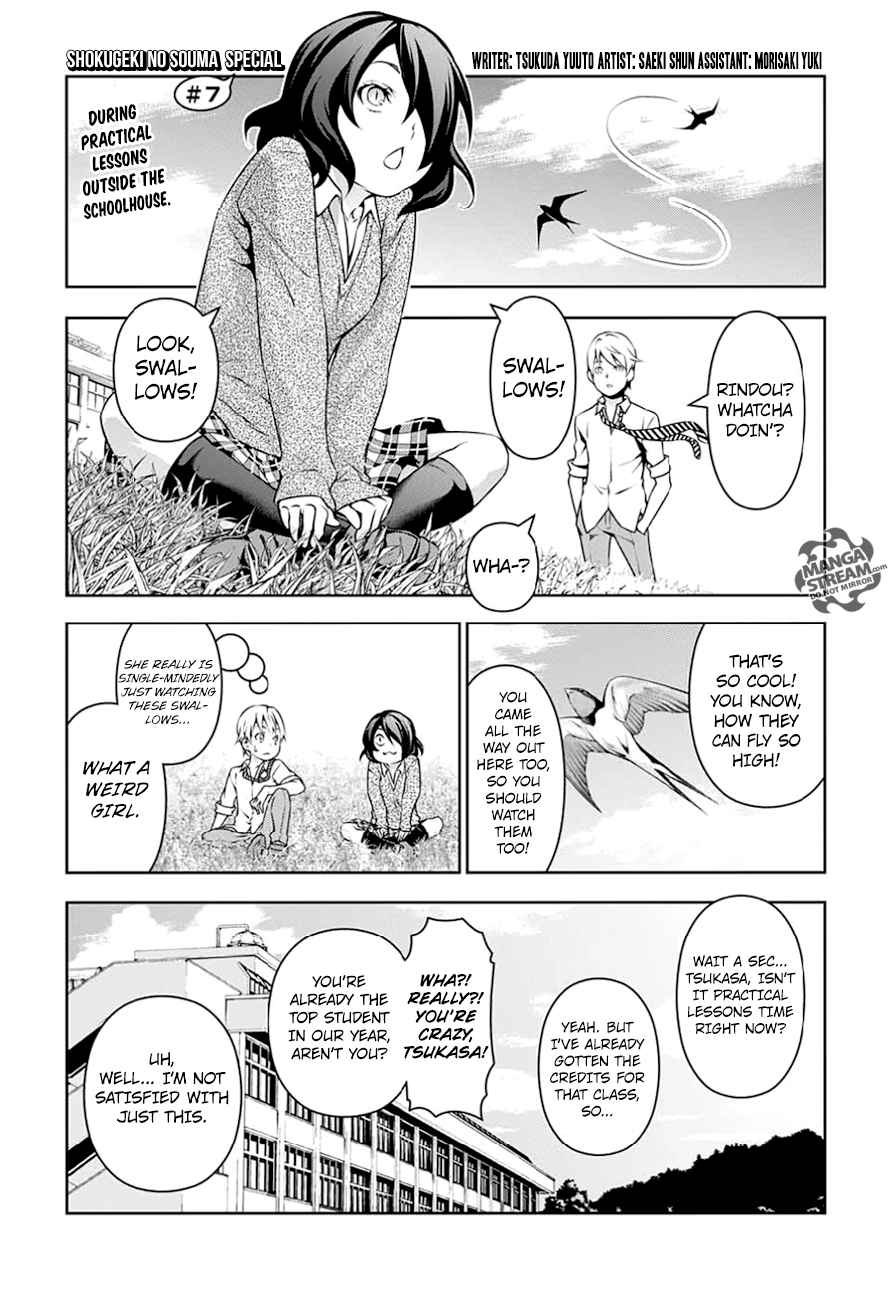 SHOKUGEKI NO SOUMA SPECIAL
WRITER: TSUKUDA YUUTO ARTIST: SAEKI SHUN ASSISTANT: MORISAKI YUKI
#7
DURING
PRACTICAL
LESSONS
OUTSIDE THE
SCHOOLHOUSE.
RINDOU?
WHATCHA
DOIN'?
SWAL-
LOWS!
LOOK,
SWAL-
LOWS!
WHA-?
MANGA
STREAM.com
DO NOT MIRROR
THAT'S
SO COOL!
YOU KNOW,
HOW THEY
CAN FLY SO
HIGH!
YOU
CAME
ALL THE
WAY OUT
HERE TOO,
SO YOU
SHOULD
WATCH
THEM
TOO!
SHE REALLY IS
SINGLE-MINDEDLY
JUST WATCHING
THESE SWAL-
LOWS...
WHAT A
WEIRD
GIRL.
WAIT A SEC...
TSUKASA, ISN'T
IT PRACTICAL
LESSONS TIME
RIGHT NOW?
YEAH. BUT
I'VE ALREADY
GOTTEN THE
CREDITS FOR
THAT CLASS,
SO...
WHA?!
REALLY?!
YOU'RE
CRAZY,
TSUKASA!
YOU'RE
ALREADY THE
TOP STUDENT
IN OUR YEAR,
AREN'T YOU?
UH,
WELL... I'M NOT
SATISFIED WITH
JUST THIS.